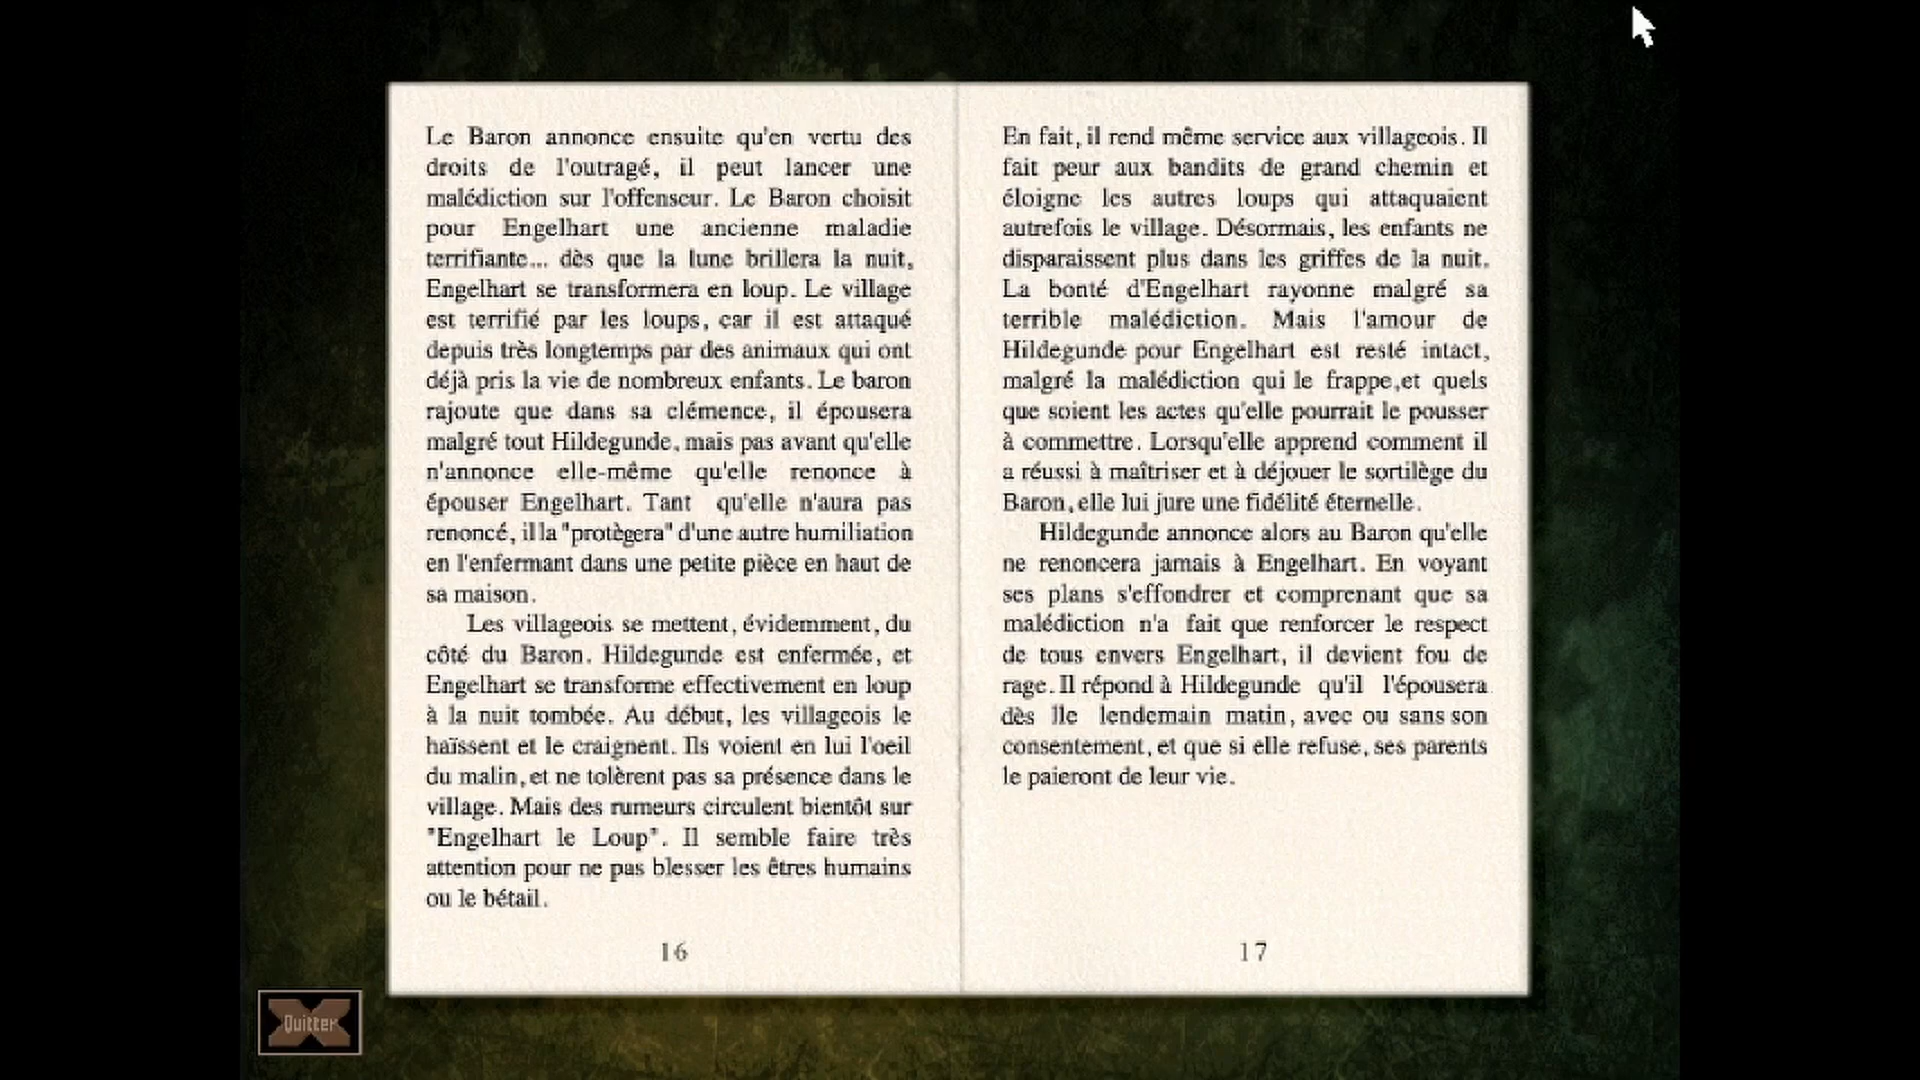 Le Baron annonce ensuite qu'en vertu des
droits de l'outragé, il peut lancer une
malédiction sur l'offenseur. Le Baron choisit
pour Engelhart une ancienne maladie
terrifiante... dès que la lune brillera la nuit,
Engelhart se transformera en loup. Le village
est terrifié par les loups, car il est attaqué
depuis très longtemps par des animaux qui ont
déjà pris la vie de nombreux enfants. Le baron
rajoute que dans sa clémence, il épousera
malgré tout Hildegunde, mais pas avant qu'elle
n'annonce elle-même qu'elle renonce à
épouser Engelhart. Tant qu'elle n'aura pas
renoncé, il la "protègera" d'une autre humiliation
en l'enfermant dans une petite pièce en haut de
sa maison.
Les villageois se mettent, évidemment, du
côté du Baron. Hildegunde est enfermée, et
Engelhart se transforme effectivement en loup
à la nuit tombée. Au début, les villageois le
haïssent et le craignent. Ils voient en lui l'oeil
du malin, et ne tolèrent pas sa présence dans le
village. Mais des rumeurs circulent bientôt sur
"Engelhart le Loup". Il semble faire très
attention pour ne pas blesser les êtres humains
ou le bétail.
16
En fait, il rend même service aux villageois. Il
fait peur aux bandits de grand chemin et
éloigne les autres loups qui attaquaient
autrefois le village. Désormais, les enfants ne
disparaissent plus dans les griffes de la nuit.
La bonté d'Engelhart rayonne malgré sa
terrible malédiction. Mais l'amour de
Hildegunde pour Engelhart est resté intact,
malgré la malédiction qui le frappe,et quels
que soient les actes qu'elle pourrait le pousser
à commettre. Lorsqu'elle apprend comment il
a réussi à maîtriser et à déjouer le sortilège du
Baron, elle lui jure une fidélité éternelle.
Hildegunde annonce alors au Baron qu'elle
ne renoncera jamais à Engelhart. En voyant
ses plans s'effondrer et comprenant que sa
malédiction n'a fait que renforcer le respect
de tous envers Engelhart, il devient fou de
rage. Il répond à Hildegunde qu'il l'épousera
dès lle lendemain matin, avec ou sans son
consentement, et que si elle refuse, ses parents
le paieront de leur vie.
17
Quitter